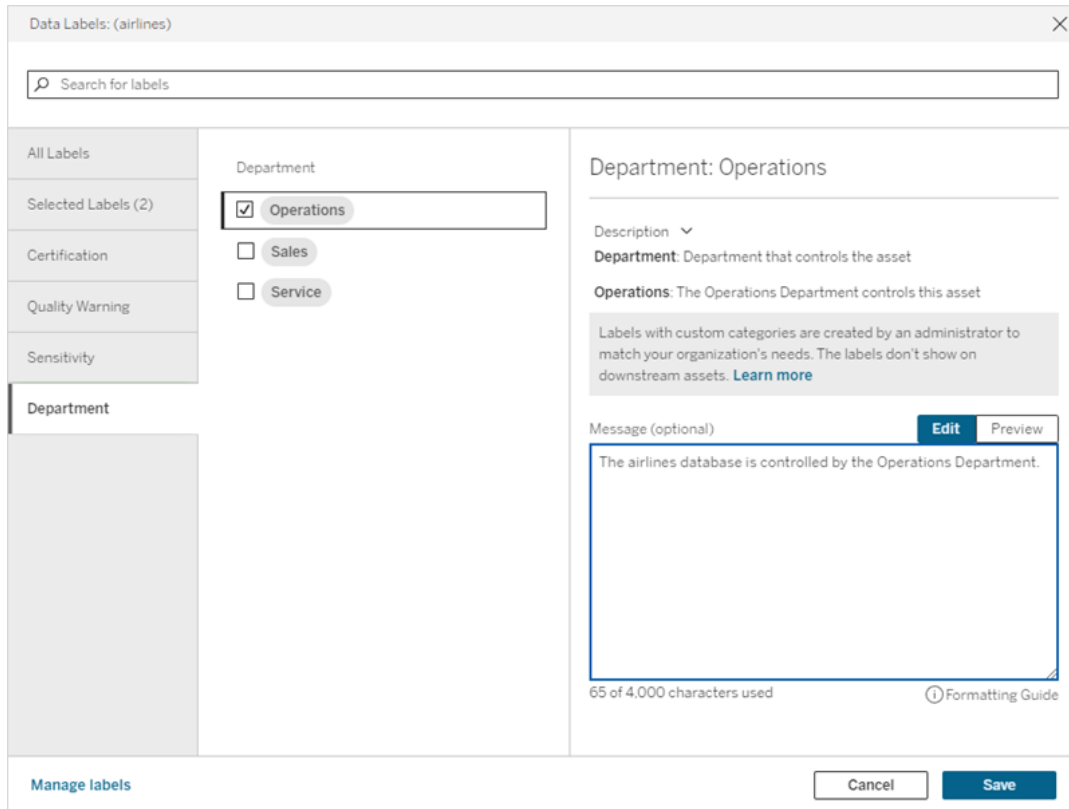 Data Labels: (airlines)
Search for labels
All Labels
Selected Labels (2)
Certification
Quality Warning
Sensitivity
Department
Department
Operations
Sales
Service
Department: Operations
Description
Department: Department that controls the asset
Operations: The Operations Department controls this asset
Labels with custom categories are created by an administrator to
match your organization's needs. The labels don't show on
downstream assets. Learn more
Message (optional)
Edit
Preview
The airlines database is controlled by the Operations Department.
65 of 4,000 characters used
Formatting Guide
Manage labels
Cancel
Save